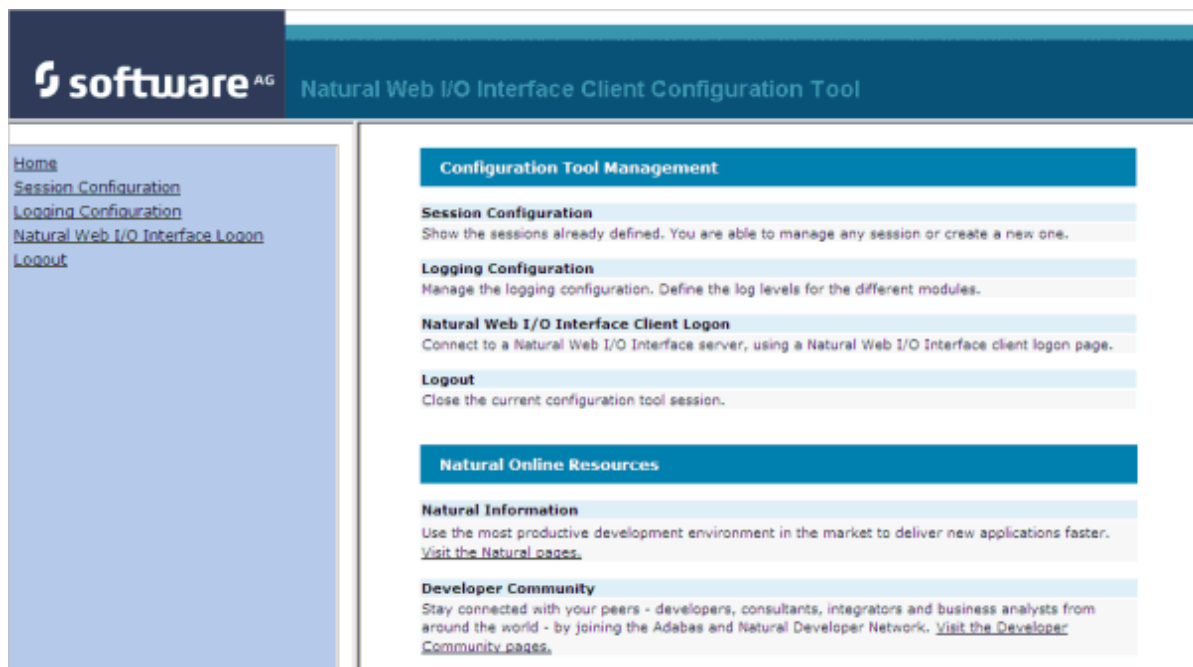 software AG
Natural Web I/O Interface Client Configuration Tool
Home
Session Configuration
Logging Configuration
Natural Web I/O Interface Logon
Logout
Configuration Tool Management
Session Configuration
Show the sessions already defined. You are able to manage any session or create a new one.
Logging Configuration
Manage the logging configuration. Define the log levels for the different modules.
Natural Web I/O Interface Client Logon
Connect to a Natural Web I/O Interface server, using a Natural Web I/O Interface client logon page.
Logout
Close the current configuration tool session.
Natural Online Resources
Natural Information
Use the most productive development environment in the market to deliver new applications faster.
Visit the Natural pages.
Developer Community
Stay connected with your peers - developers, consultants, integrators and business analysts from
around the world - by joining the Adabas and Natural Developer Network. Visit the Developer
Community pages.